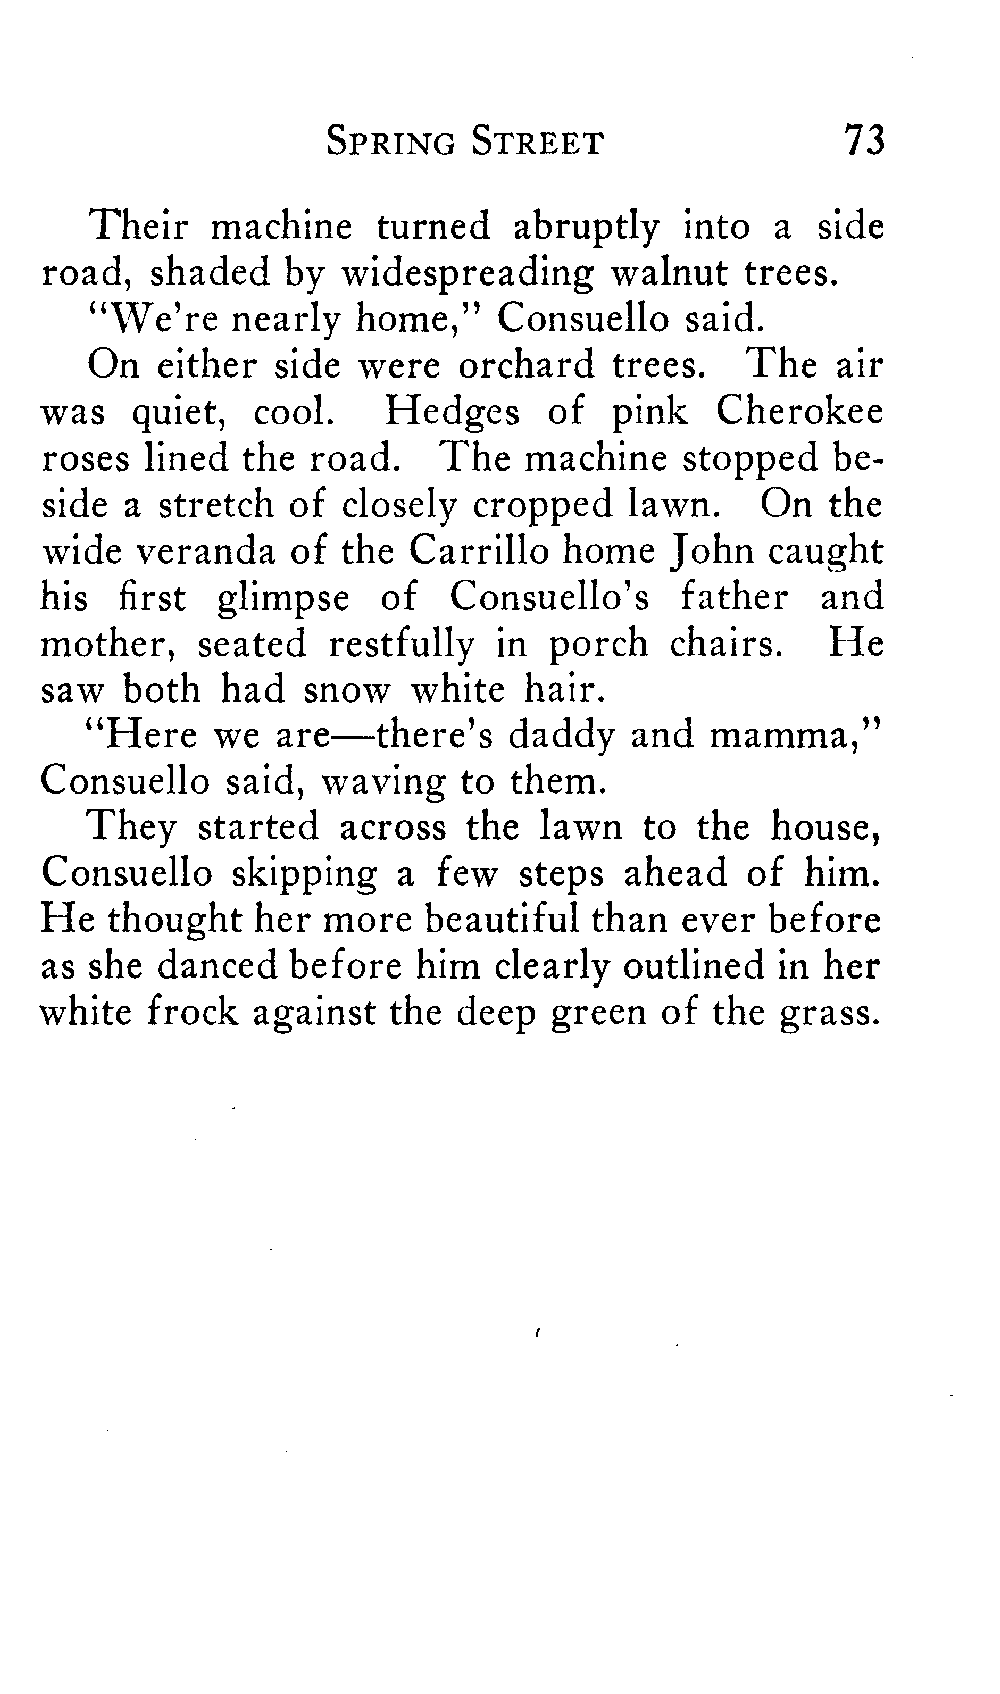 SPRING STREET 73
Their machine turned abruptly into a side
road, shaded by widespreading walnut trees.
"We're nearly home," Consuello said.
On either side were orchard trees. The air
was quiet, cool. Hedges of pink Cherokee
roses lined the road. The machine stopped be-
side a stretch of closely cropped lawn. On the
wide veranda of the Carrillo home John caught
his first glimpse of Consuello's father and
mother, seated restfully in porch chairs. He
saw both had snow white hair.
"Here we are—there's daddy and mamma,"
Consuello said, waving to them.
They started across the lawn to the house,
Consuello skipping a few steps ahead of him.
He thought her more beautiful than ever before
as she danced before him clearly outlined in her
white frock against the deep green of the grass.